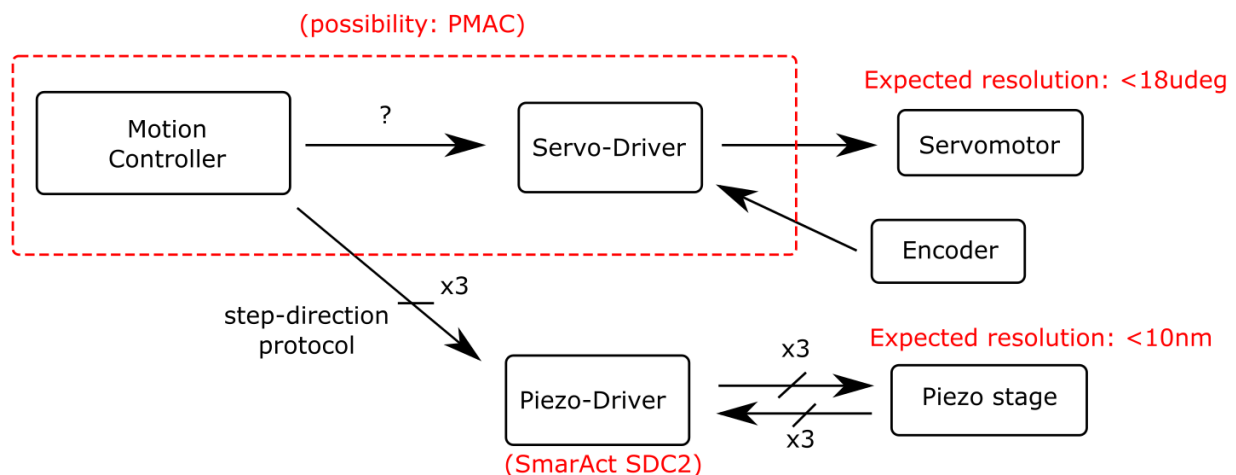 (possibility: PMAC)
Expected resolution: <18udeg
Motion
Controller
?
Servo-Driver
Servomotor
Encoder
x3
step-direction
protocol
Expected resolution: <10nm
x3
Piezo-Driver
Piezo stage
x3
(SmarAct SDC2)